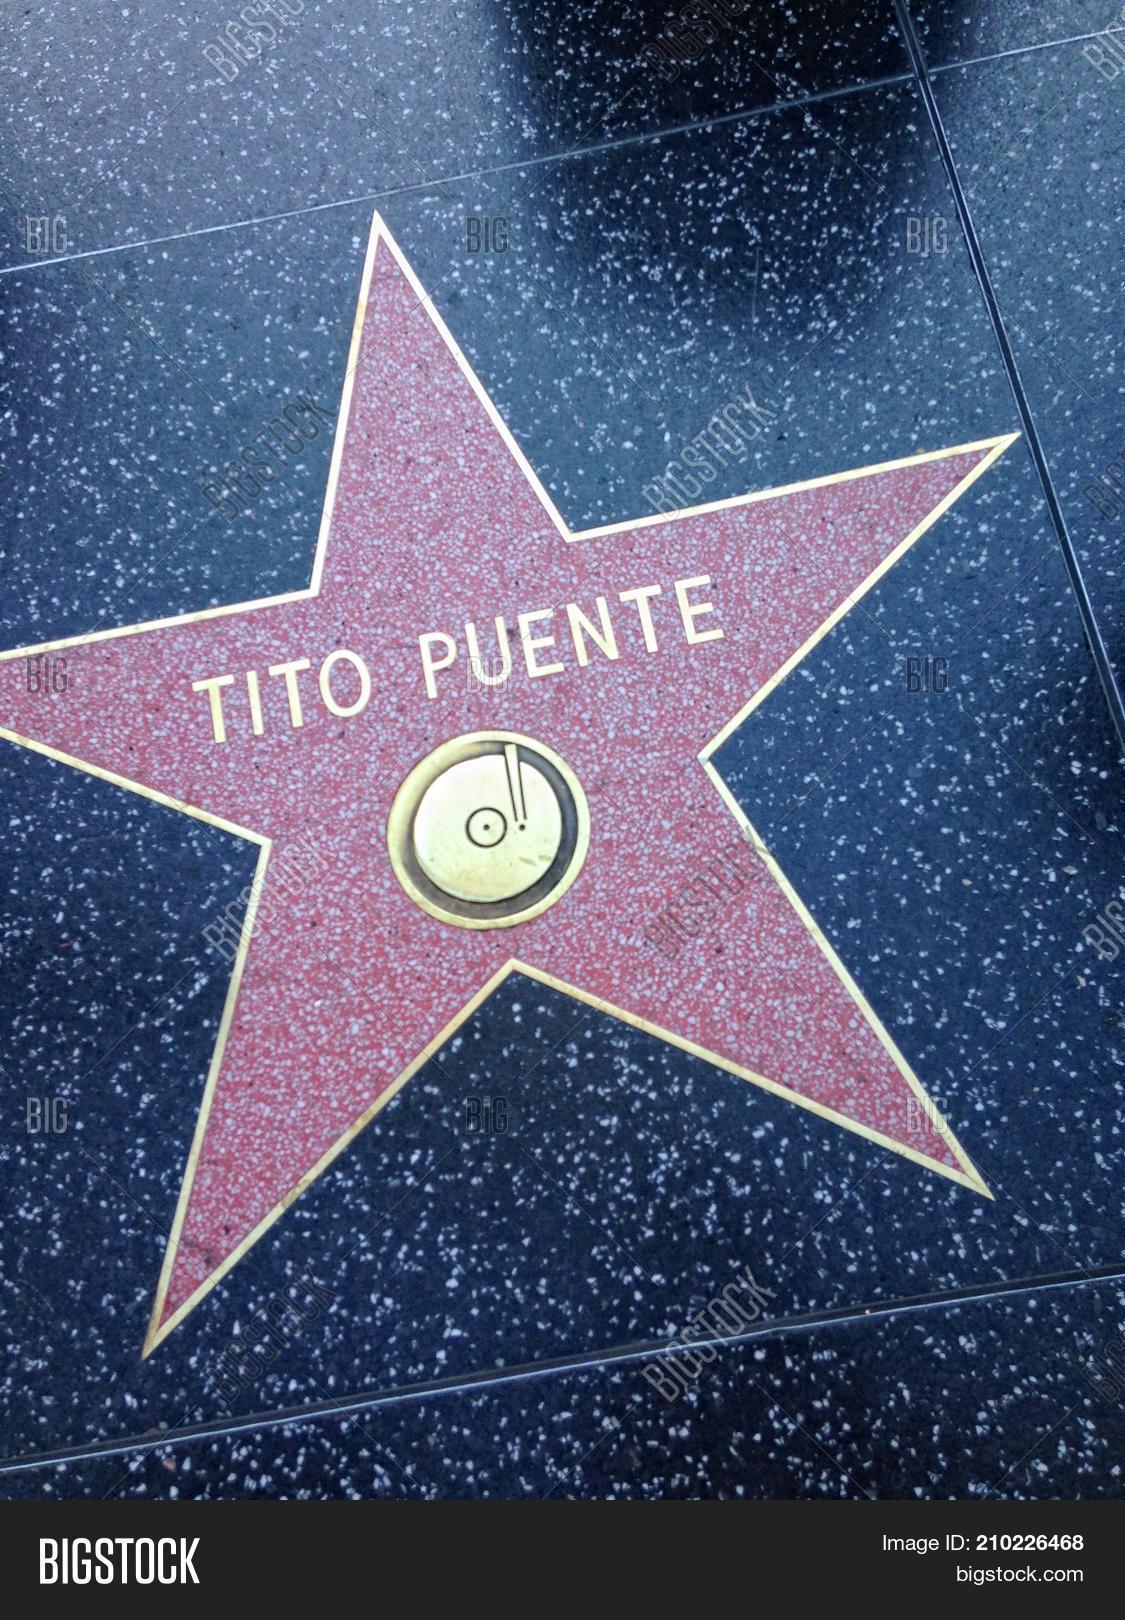 TITO PUENTE
BIGSTOCK
Image ID: 210226468
bigstock.com